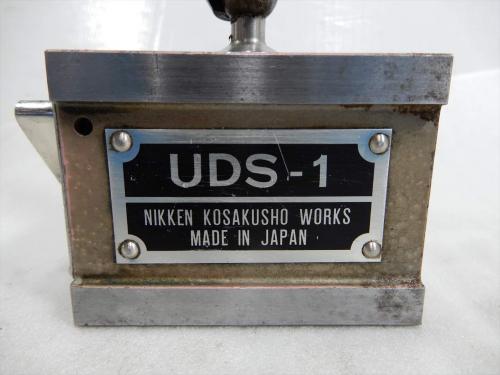 UDS-1
NIKKEN KOSAKUSHO WORKS
MADE IN JAPAN